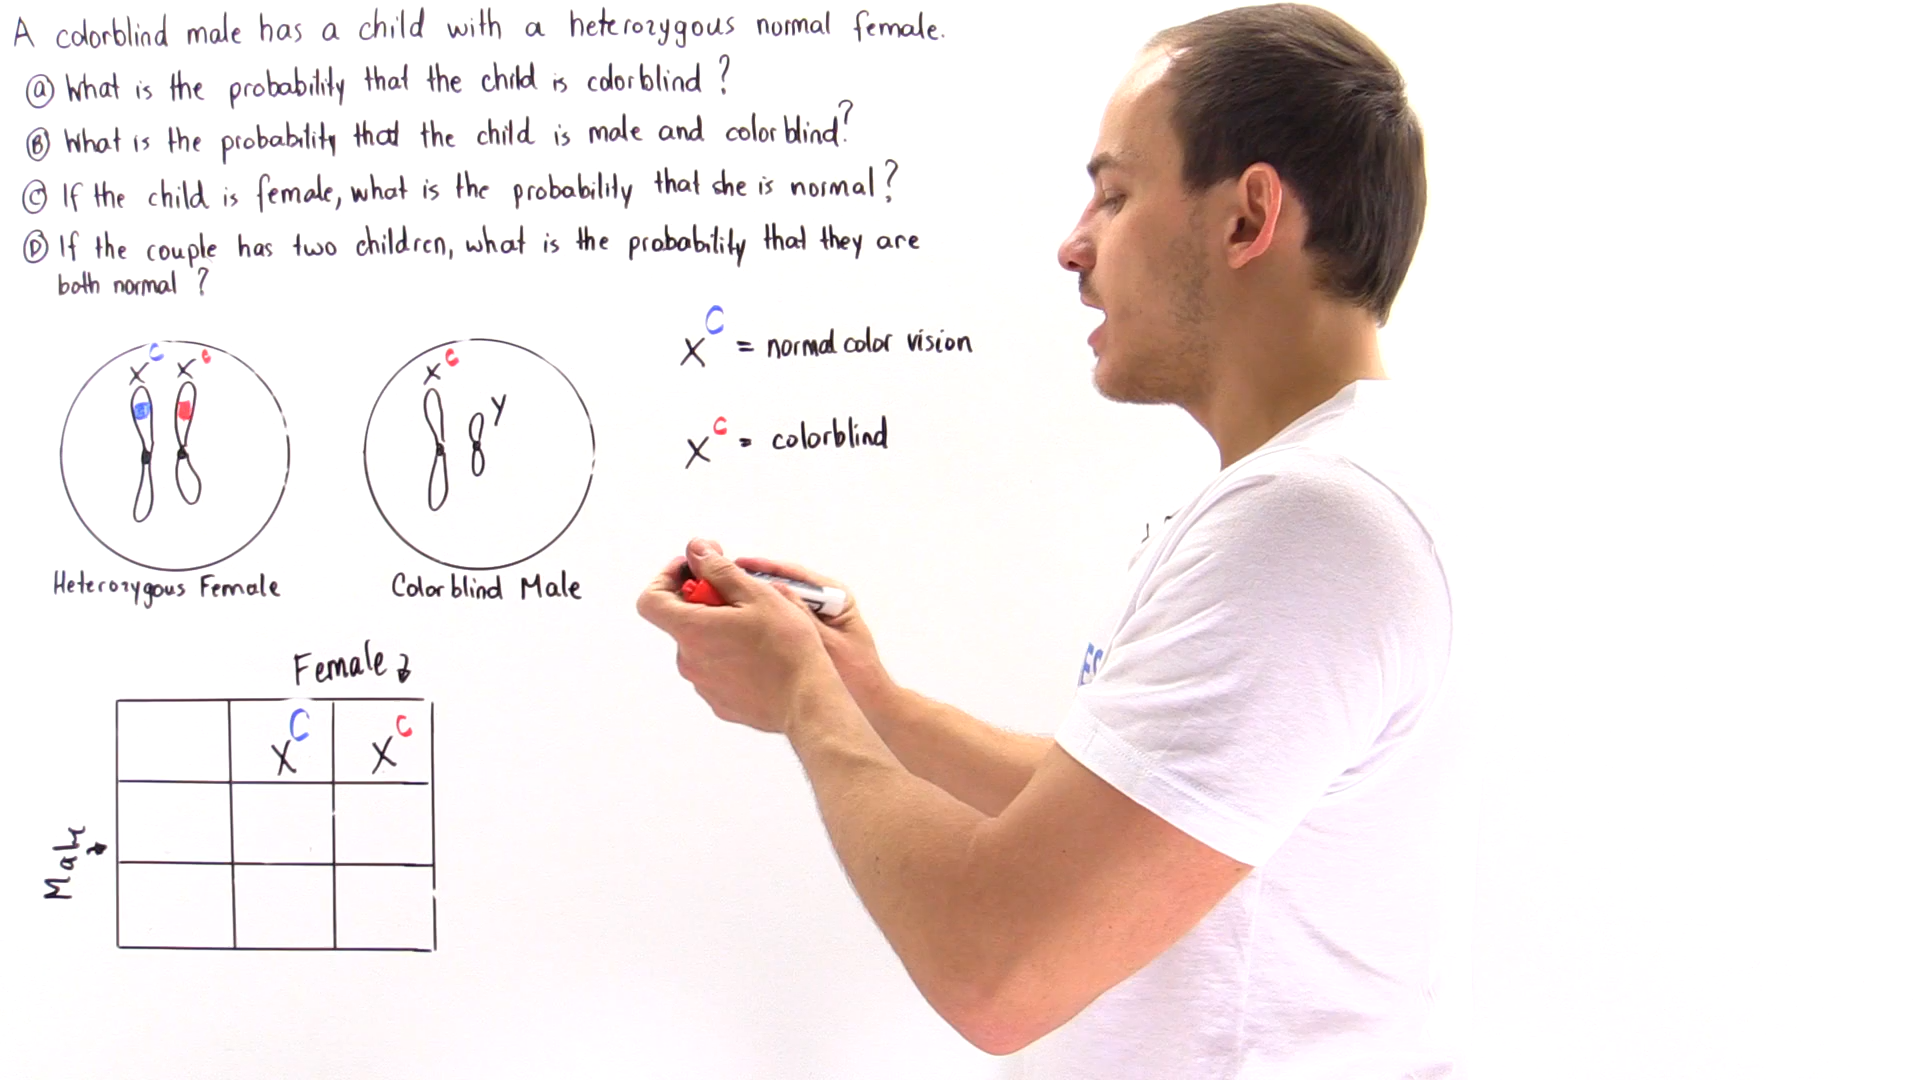 A colorblind male has a child with a heterozygous normal female.
Ⓐ What is the probability that the child is colorblind?
Ⓑ What is the probability that the child is male and colorblind?
Ⓒ If the child is female, what is the probability that she is normal?
Ⓓ If the couple has two children, what is the probability that they are
both normal?
X^C X^c
X^c Y
X^C = normal color vision
X^c = colorblind
Heterozygous Female
Colorblind Male
Female
X^C X^c
Male